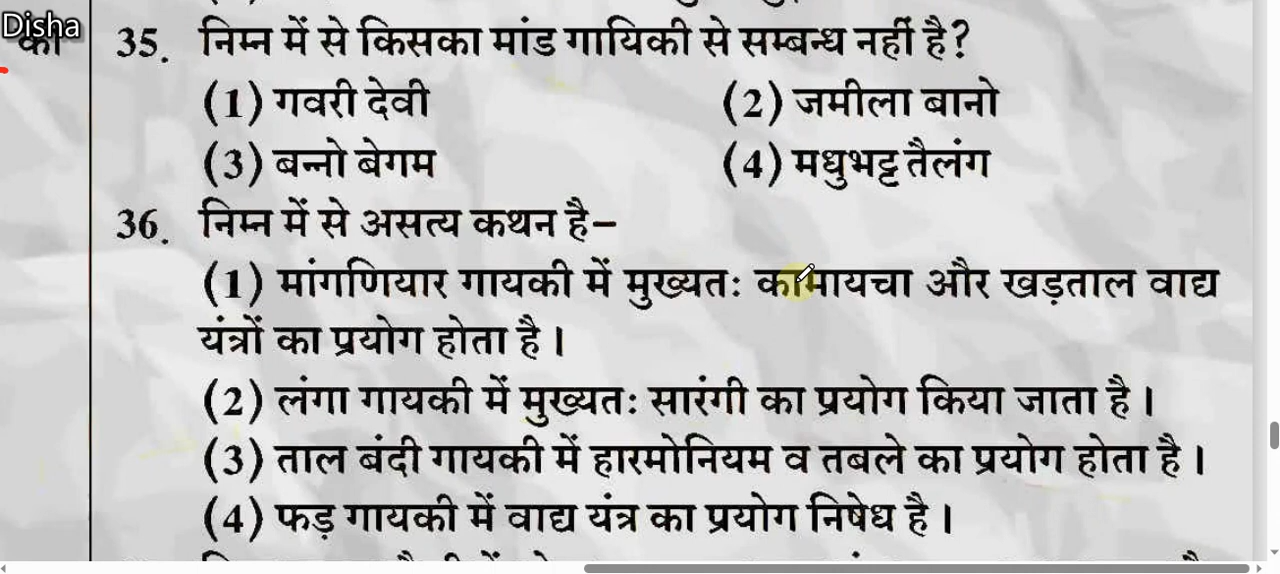 Disha
का
35. निम्न में से किसका मांड गायिकी से सम्बन्ध नहीं है?
(1) गवरी देवी (2) जमीला बानो
(3) बन्नो बेगम (4) मधुभट्ट तैलंग
36. निम्न में से असत्य कथन है–
(1) मांगणियार गायकी में मुख्यतः कामायचा और खड़ताल वाद्य
यंत्रों का प्रयोग होता है।
(2) लंगा गायकी में मुख्यतः सारंगी का प्रयोग किया जाता है।
(3) ताल बंदी गायकी में हारमोनियम व तबले का प्रयोग होता है।
(4) फड़ गायकी में वाद्य यंत्र का प्रयोग निषेध है।